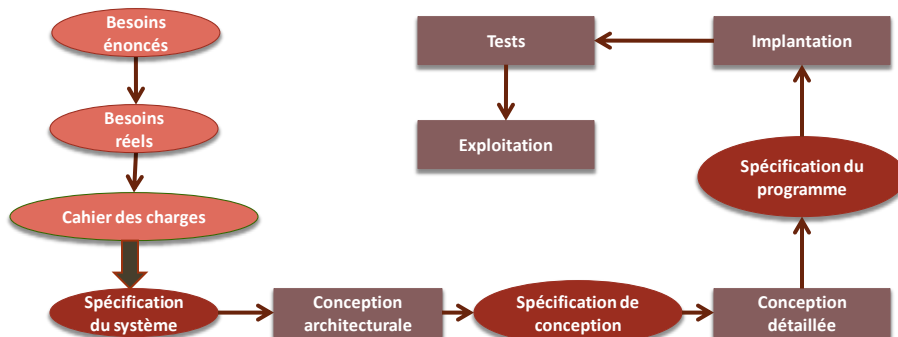 Besoins
énoncés
Besoins
réels
Cahier des charges
Spécification
du système
Conception
architecturale
Spécification de
conception
Conception
détaillée
Spécification du
programme
Implantation
Tests
Exploitation